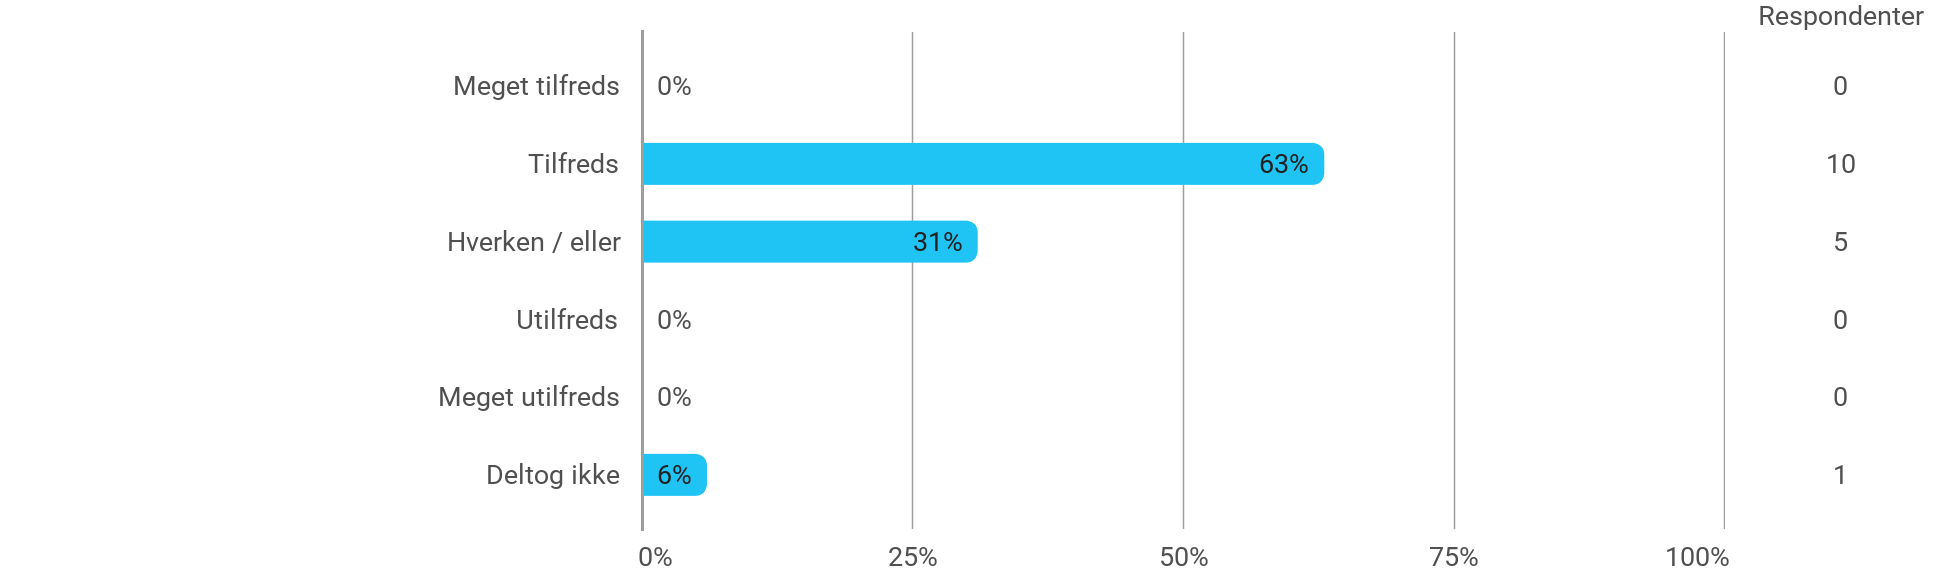 Respondenter
Meget tilfreds 0% 0
Tilfreds 63% 10
Hverken / eller 31% 5
Utilfreds 0% 0
Meget utilfreds 0% 0
Deltog ikke 6% 1
0% 25% 50% 75% 100%